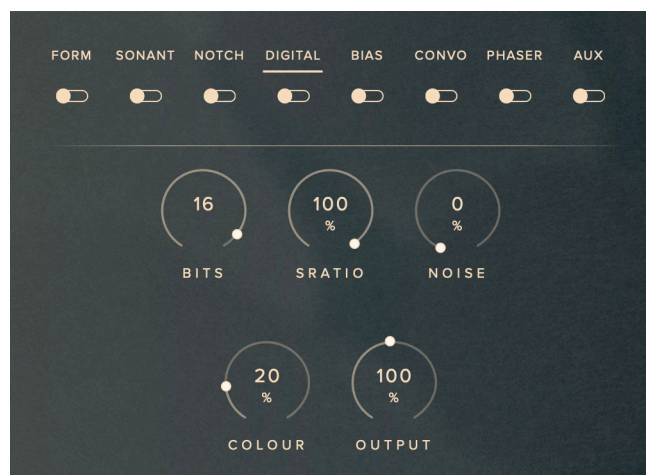 FORM SONANT NOTCH DIGITAL BIAS CONVO PHASER AUX
16 100 0
% %
BITS SRATIO NOISE
20 100
% %
COLOUR OUTPUT